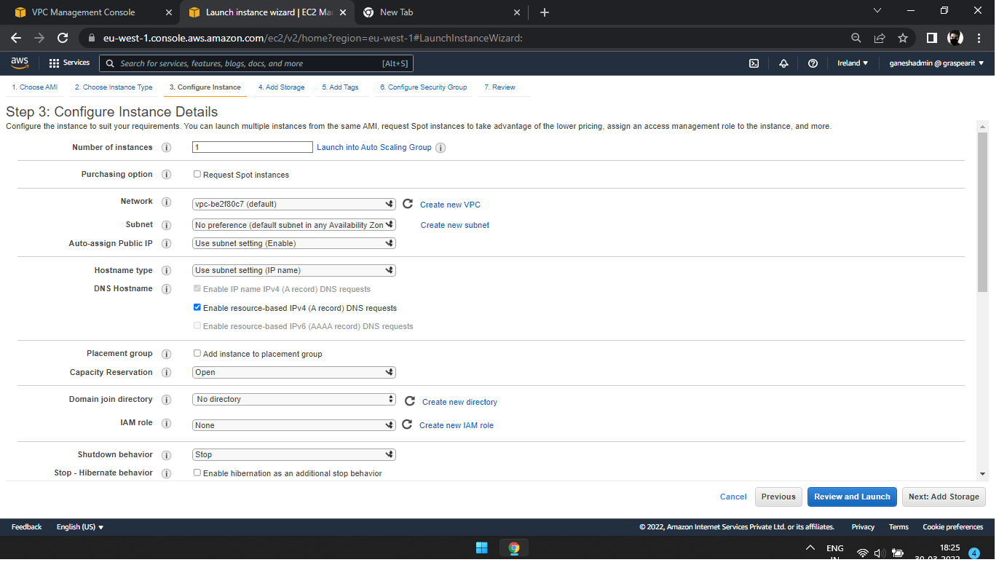 VPC Management Console
Launch instance wizard | EC2 Ma
New Tab
eu-west-1.console.aws.amazon.com/ec2/v2/home?region=eu-west-1#LaunchInstanceWizard:
aws
Services
Search for services, features, blogs, docs, and more
[Alt+S]
Ireland
ganeshadmin @ graspearit
1. Choose AMI
2. Choose Instance Type
3. Configure Instance
4. Add Storage
5. Add Tags
6. Configure Security Group
7. Review
Step 3: Configure Instance Details
Configure the instance to suit your requirements. You can launch multiple instances from the same AMI, request Spot instances to take advantage of the lower pricing, assign an access management role to the instance, and more.
Number of instances
1
Launch into Auto Scaling Group
Purchasing option
Request Spot instances
Network
vpc-be2f80c7 (default)
Create new VPC
Subnet
No preference (default subnet in any Availability Zon
Create new subnet
Auto-assign Public IP
Use subnet setting (Enable)
Hostname type
Use subnet setting (IP name)
DNS Hostname
Enable IP name IPv4 (A record) DNS requests
Enable resource-based IPv4 (A record) DNS requests
Enable resource-based IPv6 (AAAA record) DNS requests
Placement group
Add instance to placement group
Capacity Reservation
Open
Domain join directory
No directory
Create new directory
IAM role
None
Create new IAM role
Shutdown behavior
Stop
Stop - Hibernate behavior
Enable hibernation as an additional stop behavior
Cancel
Previous
Review and Launch
Next: Add Storage
Feedback
English (US)
© 2022, Amazon Internet Services Private Ltd. or its affiliates.
Privacy
Terms
Cookie preferences
ENG
IN
18:25
30-03-2022
4